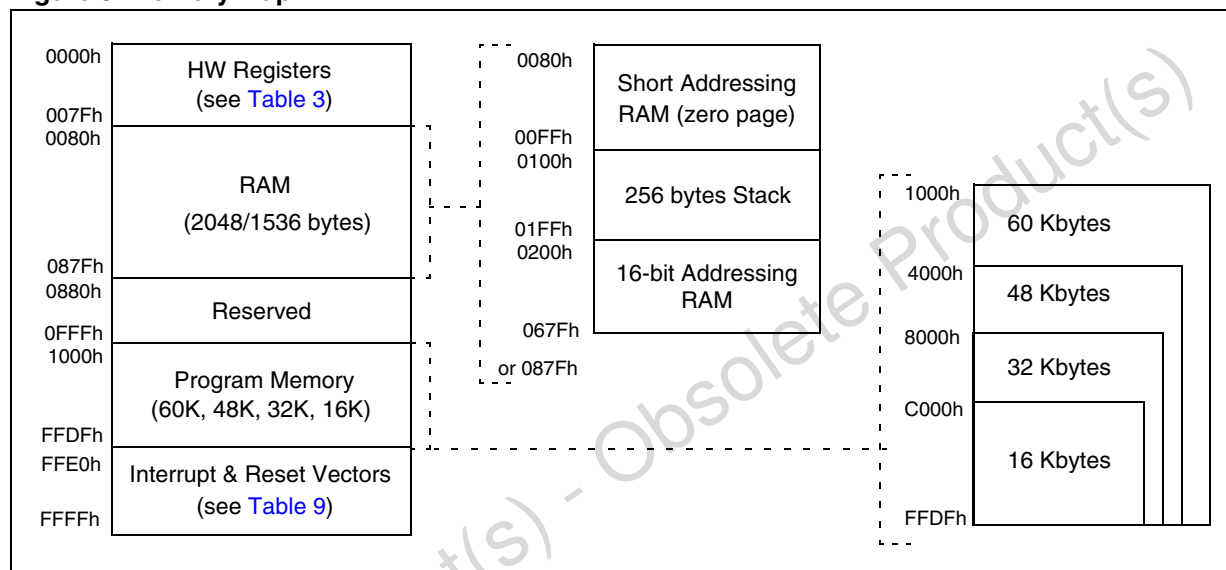 0000h
HW Registers
(see Table 3)
007Fh
0080h
RAM
(2048/1536 bytes)
087Fh
0880h
Reserved
0FFFh
1000h
Program Memory
(60K, 48K, 32K, 16K)
FFDFh
FFE0h
Interrupt & Reset Vectors
(see Table 9)
FFFFh
0080h
Short Addressing
RAM (zero page)
00FFh
0100h
256 bytes Stack
01FFh
0200h
16-bit Addressing
RAM
067Fh
or 087Fh
1000h
60 Kbytes
4000h
48 Kbytes
8000h
32 Kbytes
C000h
16 Kbytes
FFDFh
ct(s) - Obsolete Product(s)